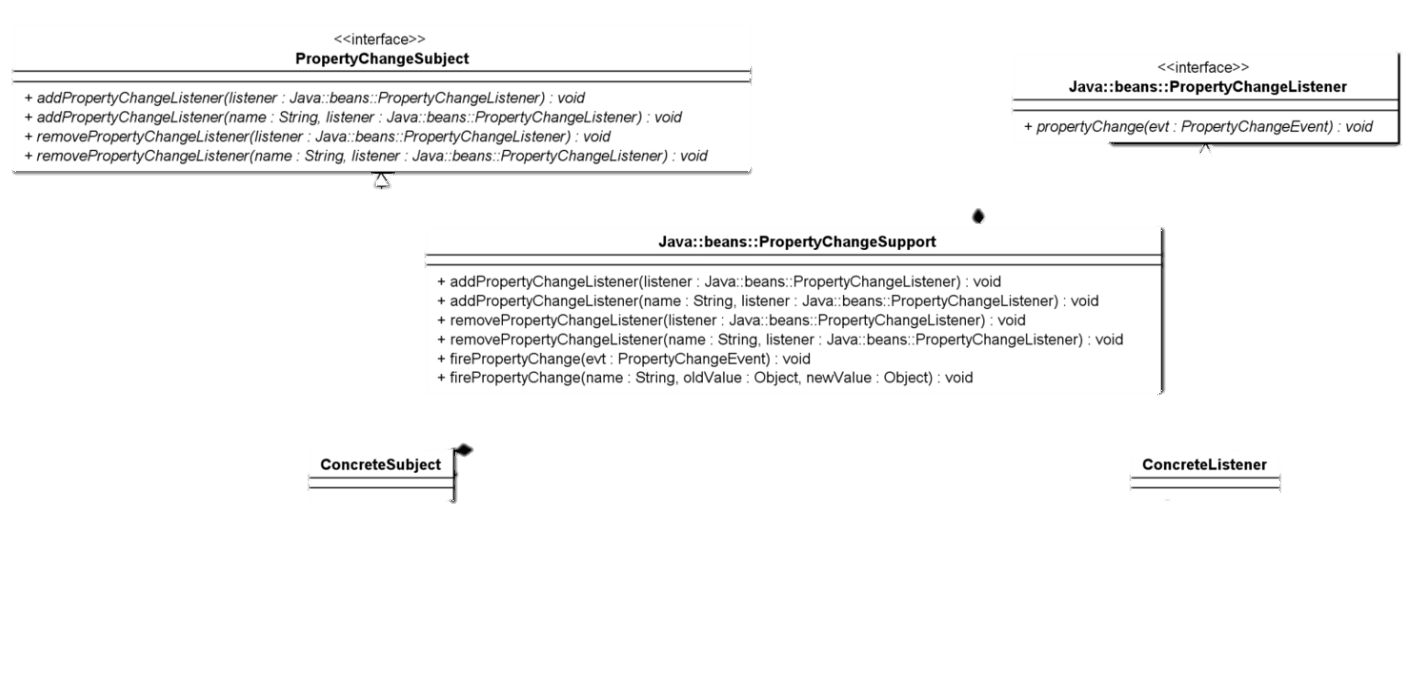 <<interface>>
PropertyChangeSubject
+ addPropertyChangeListener(listener : Java::beans::PropertyChangeListener) : void
+ addPropertyChangeListener(name : String, listener : Java::beans::PropertyChangeListener) : void
+ removePropertyChangeListener(listener : Java::beans::PropertyChangeListener) : void
+ removePropertyChangeListener(name : String, listener : Java::beans::PropertyChangeListener) : void
<<interface>>
Java::beans::PropertyChangeListener
+ propertyChange(evt : PropertyChangeEvent) : void
Java::beans::PropertyChangeSupport
+ addPropertyChangeListener(listener : Java::beans::PropertyChangeListener) : void
+ addPropertyChangeListener(name : String, listener : Java::beans::PropertyChangeListener) : void
+ removePropertyChangeListener(listener : Java::beans::PropertyChangeListener) : void
+ removePropertyChangeListener(name : String, listener : Java::beans::PropertyChangeListener) : void
+ firePropertyChange(evt : PropertyChangeEvent) : void
+ firePropertyChange(name : String, oldValue : Object, newValue : Object) : void
ConcreteSubject
ConcreteListener